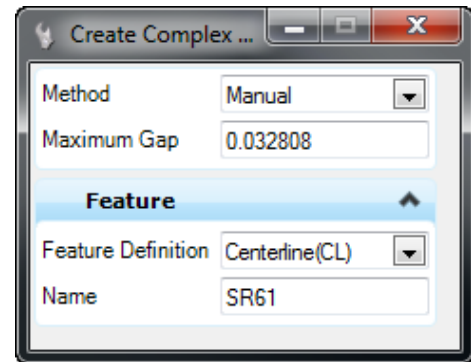 Create Complex ...
Method Manual
Maximum Gap 0.032808
Feature
Feature Definition Centerline(CL)
Name SR61